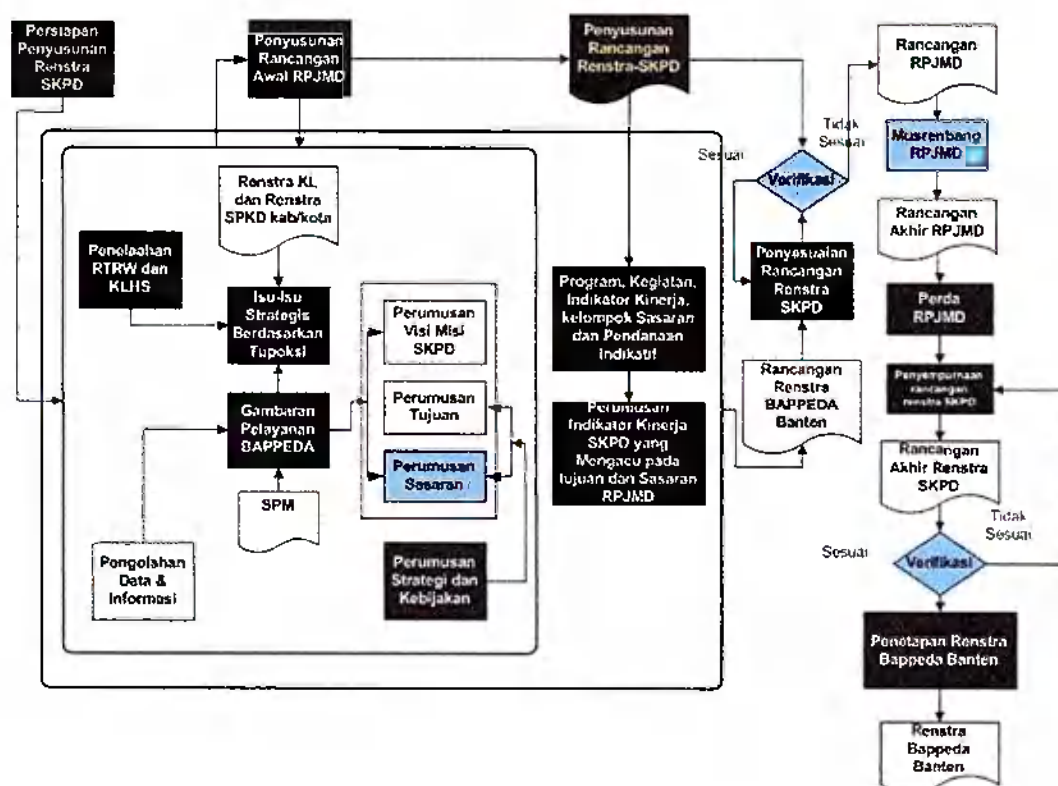 Persiapan
Penyusunan
Renstra
SKPD
Penyusunan
Rancangan
Awal RPJMD
Penyusunan
Rancangan
Renstra-SKPD
Rancangan
RPJMD
Tidak
Sesuai
Sesuai
Verifikasi
Musrenbang
RPJMD
Renstra KL
dan Renstra
SPKD kab/kota
Rancangan
Akhir RPJMD
Penelaahan
RTRW dan
KLHS
Penyesuaian
Rancangan
Renstra
SKPD
Isu-Isu
Strategis
Berdasarkan
Tupoksi
Perumusan
Visi Misi
SKPD
Program, Kegiatan,
Indikator Kinerja,
kelompok Sasaran
dan Pendanaan
Indikatif
Perda
RPJMD
Rancangan
Renstra
BAPPEDA
Banten
Penyempurnaan
rancangan
renstra SKPD
Gambaran
Pelayanan
BAPPEDA
Perumusan
Tujuan
Perumusan
Indikator Kinerja
SKPD yang
Mengacu pada
tujuan dan Sasaran
RPJMD
Perumusan
Sasaran
Rancangan
Akhir Renstra
SKPD
SPM
Tidak
Sesuai
Sesuai
Verifikasi
Pengolahan
Data &
Informasi
Perumusan
Strategi dan
Kebijakan
Penetapan Renstra
Bappeda Banten
Renstra
Bappeda
Banten